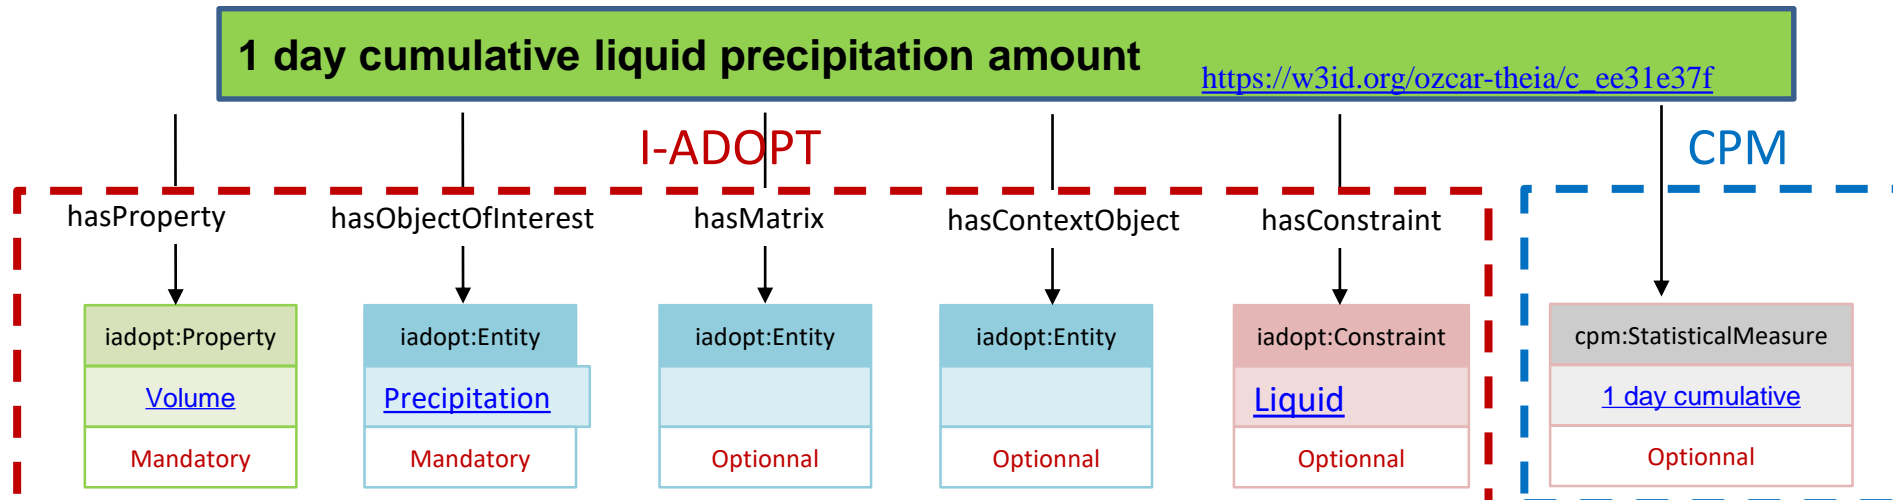 1 day cumulative liquid precipitation amount
https://w3id.org/ozcar-theia/c_ee31e37f
I-ADOPT
CPM
hasProperty
hasObjectOfInterest
hasMatrix
hasContextObject
hasConstraint
iadopt:Property
iadopt:Entity
iadopt:Entity
iadopt:Entity
iadopt:Constraint
cpm:StatisticalMeasure
Volume
Precipitation
Liquid
1 day cumulative
Mandatory
Mandatory
Optionnal
Optionnal
Optionnal
Optionnal